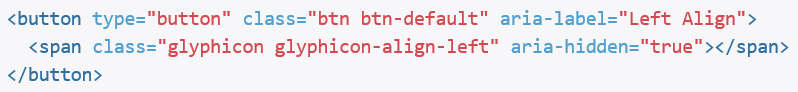 <button type="button" class="btn btn-default" aria-label="Left Align">
  <span class="glyphicon glyphicon-align-left" aria-hidden="true"></span>
</button>